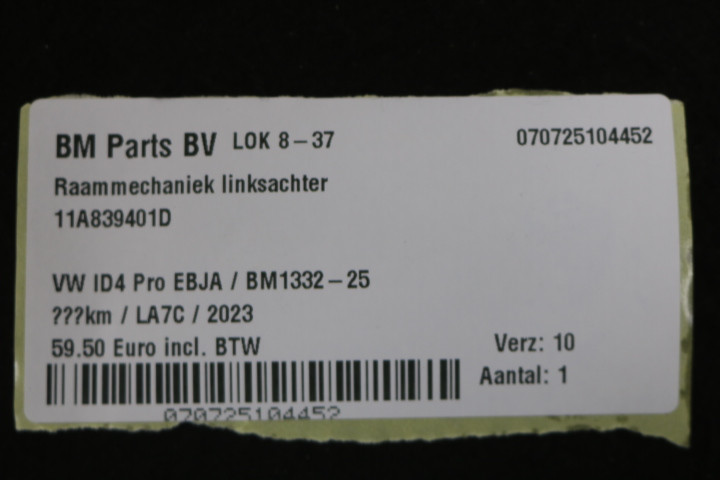 BM Parts BV LOK 8-37 070725104452
Raammechaniek linksachter
11A839401D
VW ID4 Pro EBJA / BM1332-25
???km / LA7C / 2023
59.50 Euro incl. BTW Verz: 10
Aantal: 1
070725104452